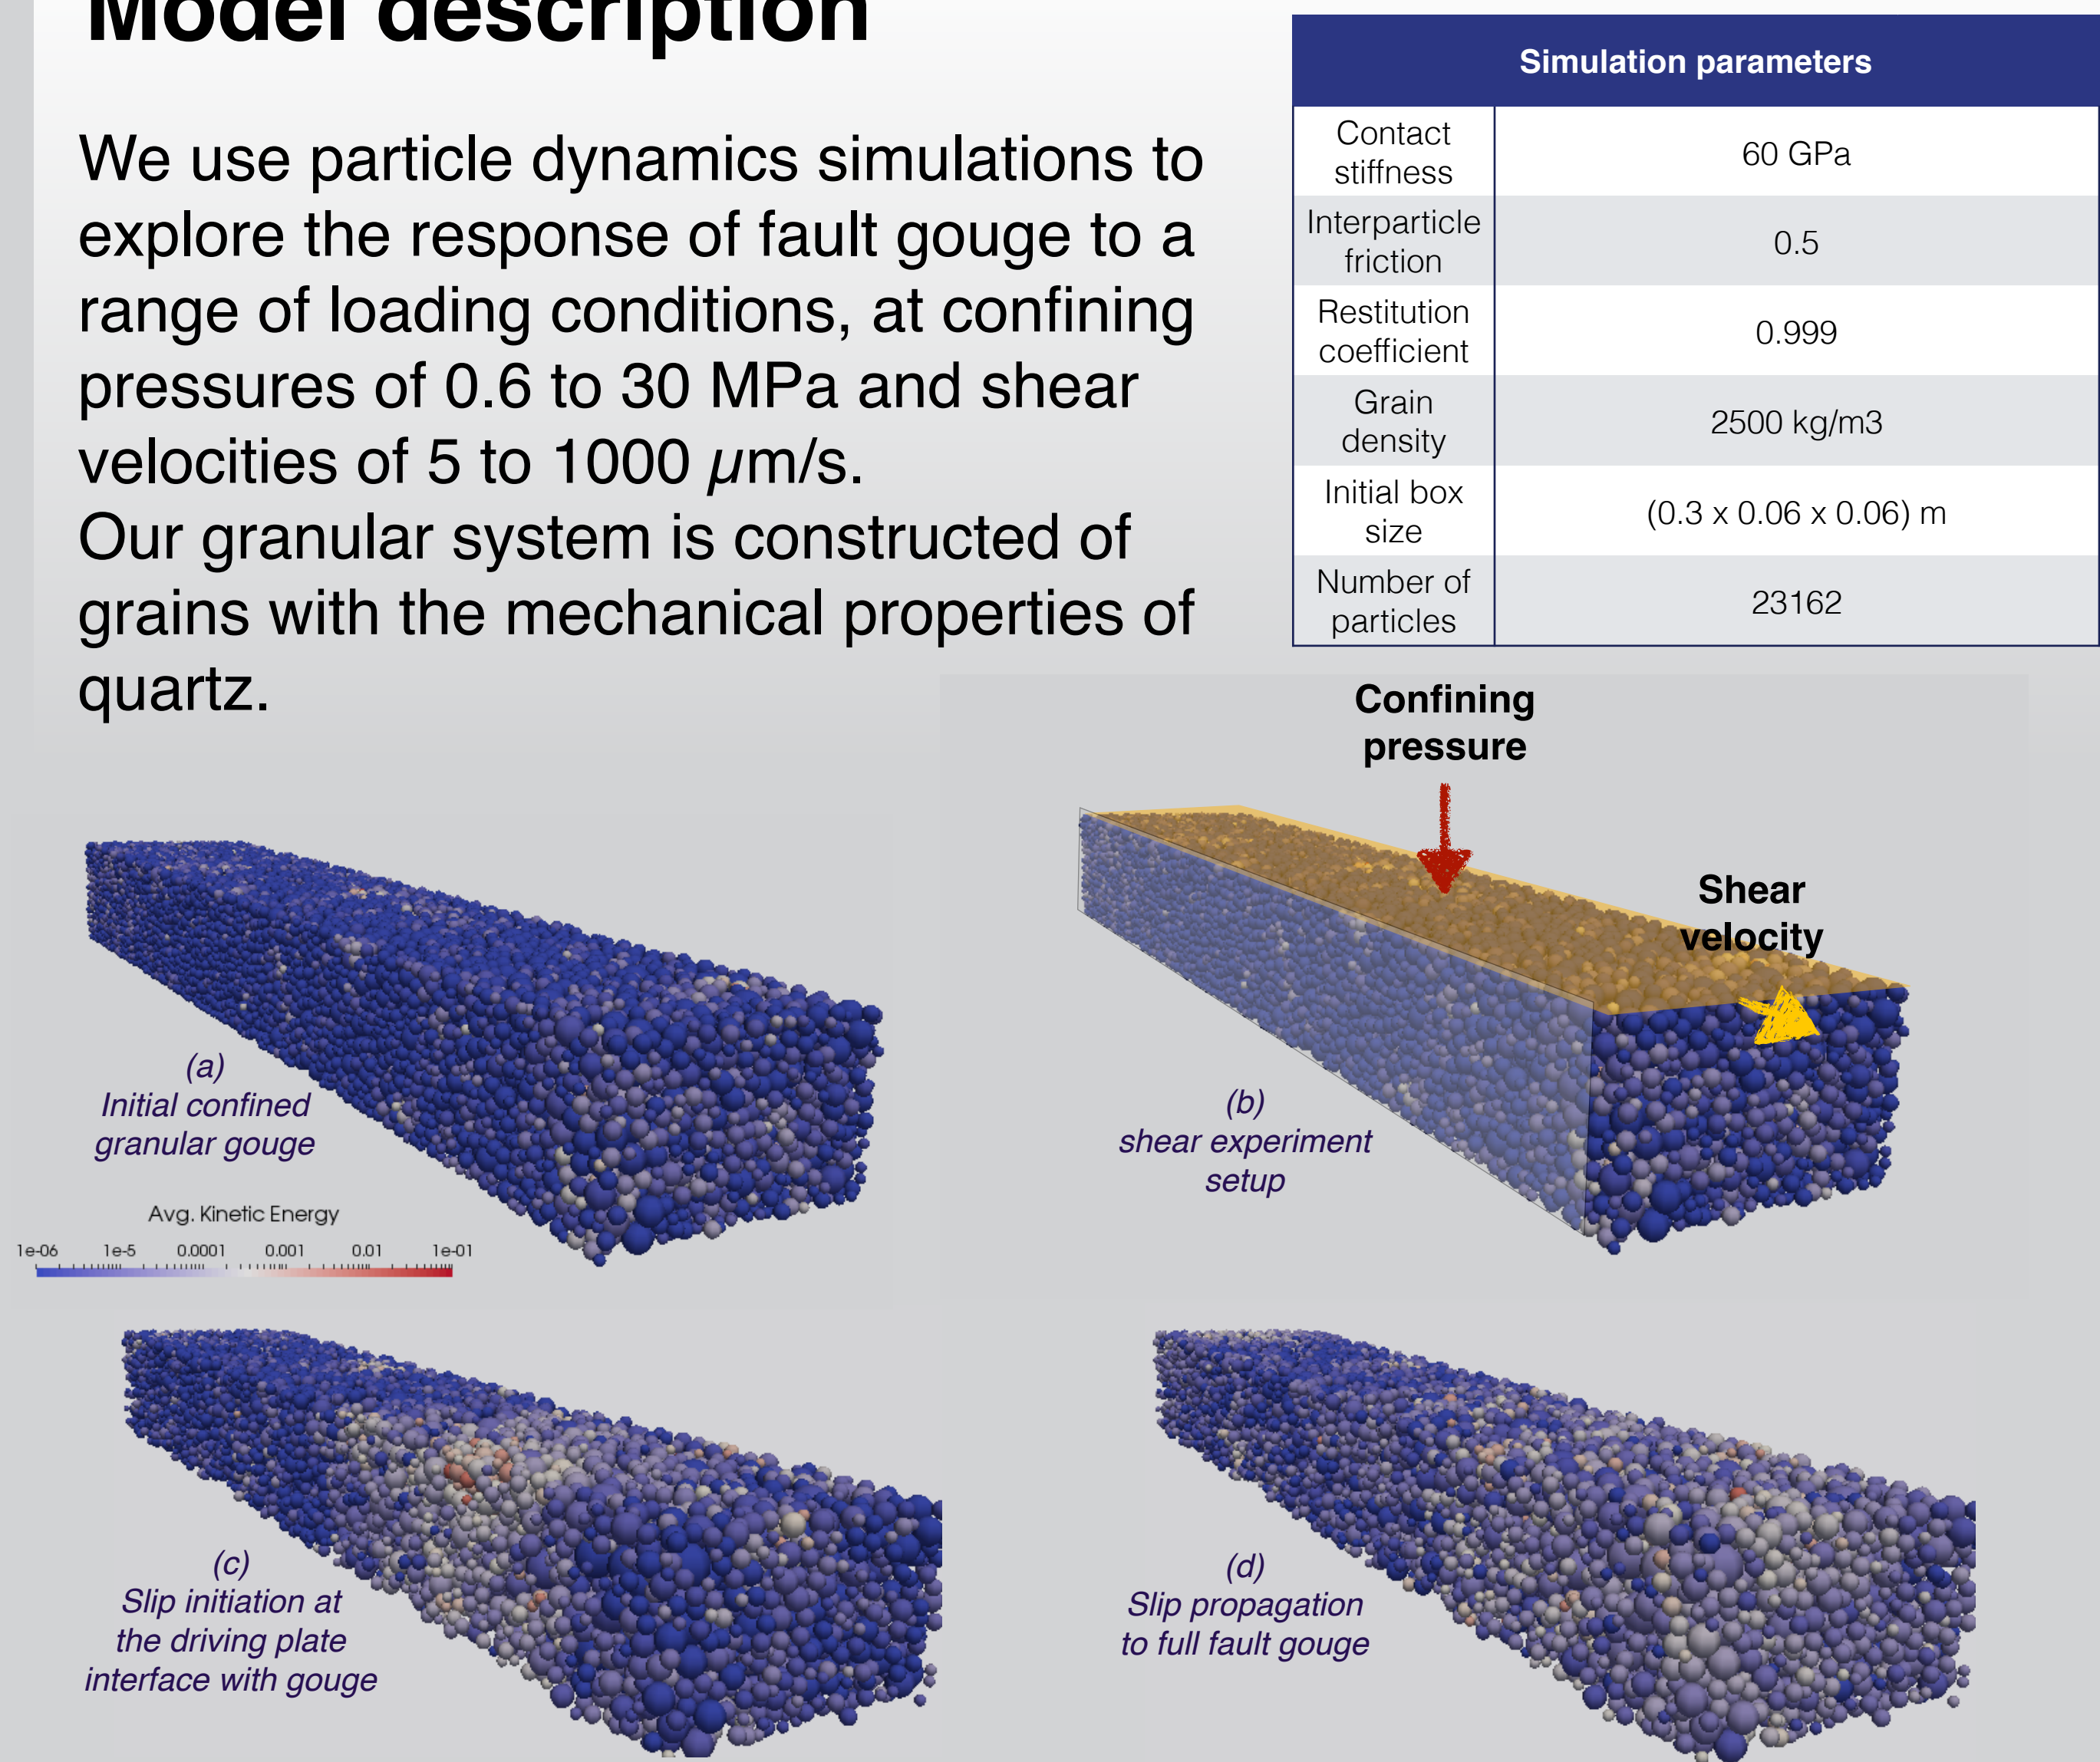 Model description
We use particle dynamics simulations to
explore the response of fault gouge to a
range of loading conditions, at confining
pressures of 0.6 to 30 MPa and shear
velocities of 5 to 1000 μm/s.
Our granular system is constructed of
grains with the mechanical properties of
quartz.
Simulation parameters
Contact
stiffness
60 GPa
Interparticle
friction
0.5
Restitution
coefficient
0.999
Grain
density
2500 kg/m3
Initial box
size
(0.3 x 0.06 x 0.06) m
Number of
particles
23162
Confining
pressure
Shear
velocity
(a)
Initial confined
granular gouge
Avg. Kinetic Energy
1e-06 1e-5 0.0001 0.001 0.01 1e-01
(b)
shear experiment
setup
(c)
Slip initiation at
the driving plate
interface with gouge
(d)
Slip propagation
to full fault gouge